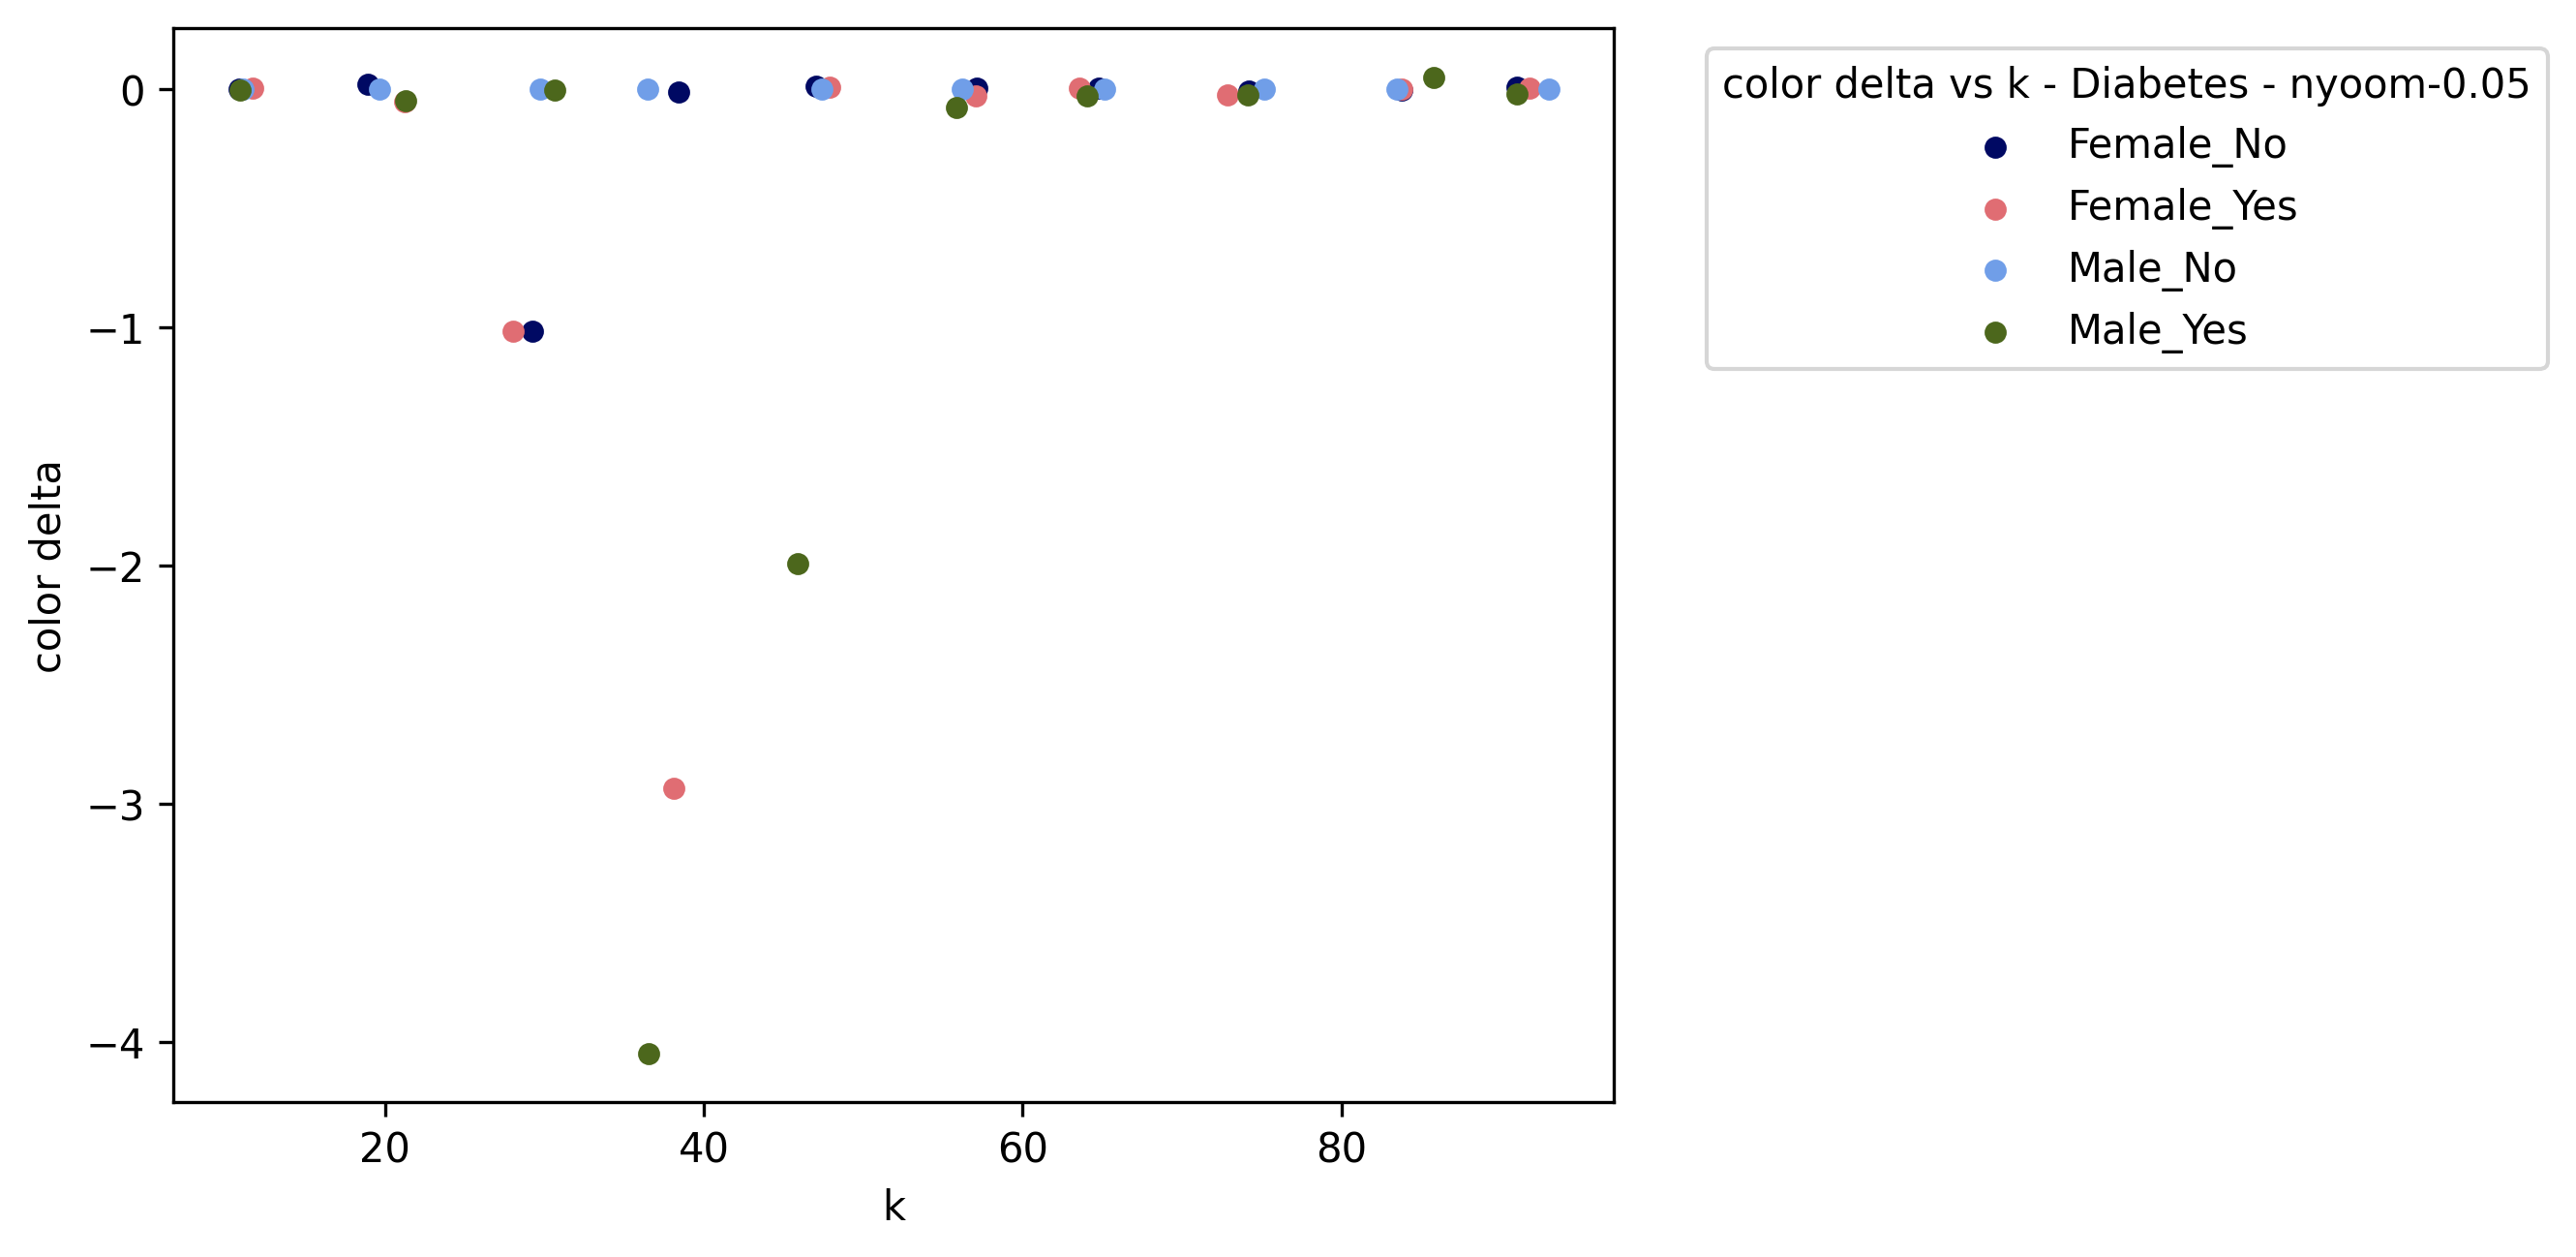 color delta vs k - Diabetes - nyoom-0.05
Female_No
Female_Yes
Male_No
Male_Yes
0
−1
−2
−3
−4
color delta
20 40 60 80
k